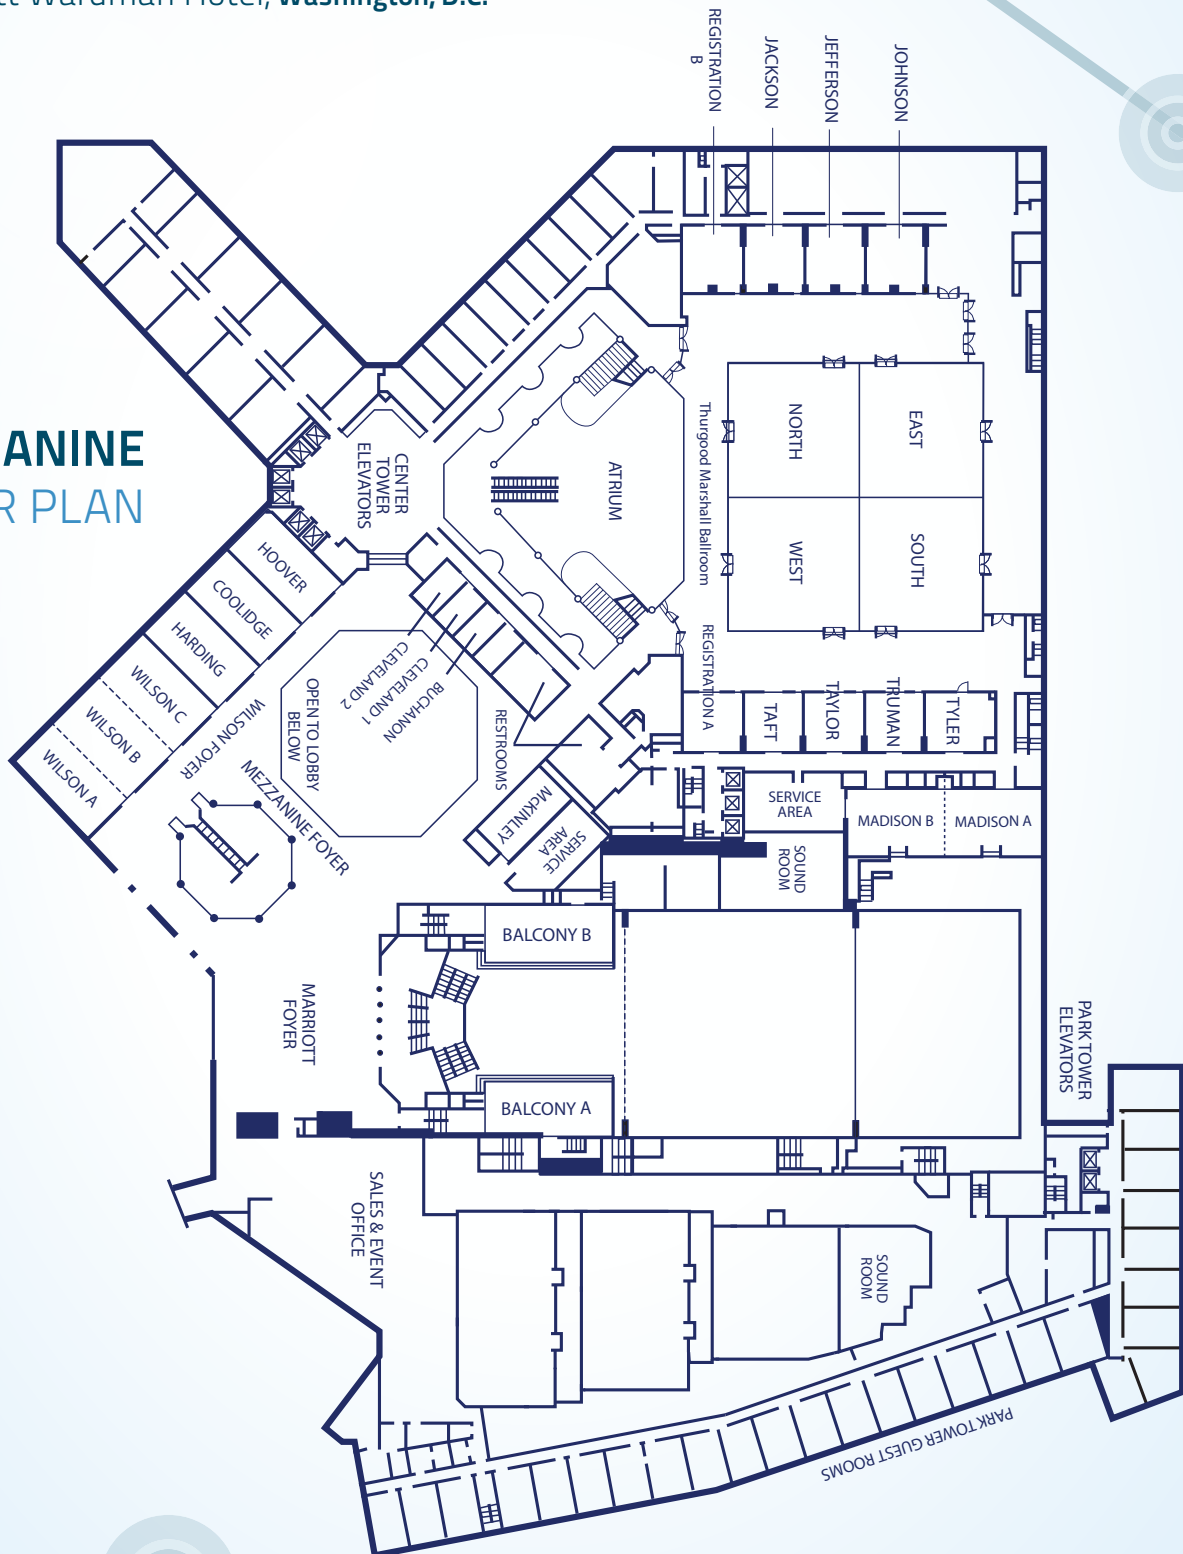 Wardman Hotel, Washington, D.C.
REGISTRATION
B
JACKSON
JEFFERSON
JOHNSON
ANINE
R PLAN
CENTER
TOWER
ELEVATORS
ATRIUM
Thurgood Marshall Ballroom
NORTH
EAST
WEST
SOUTH
HOOVER
COOLIDGE
HARDING
WILSON C
WILSON B
WILSON A
WILSON FOYER
OPEN TO LOBBY
BELOW
CLEVELAND 2
CLEVELAND 1
BUCHANON
RESTROOMS
REGISTRATION A
TAFT
TAYLOR
TRUMAN
TYLER
MEZZANINE FOYER
McKINLEY
SERVICE
AREA
SERVICE
AREA
MADISON B
MADISON A
SOUND
ROOM
BALCONY B
MARRIOTT
FOYER
BALCONY A
PARK TOWER
ELEVATORS
SALES & EVENT
OFFICE
SOUND
ROOM
PARK TOWER GUEST ROOMS